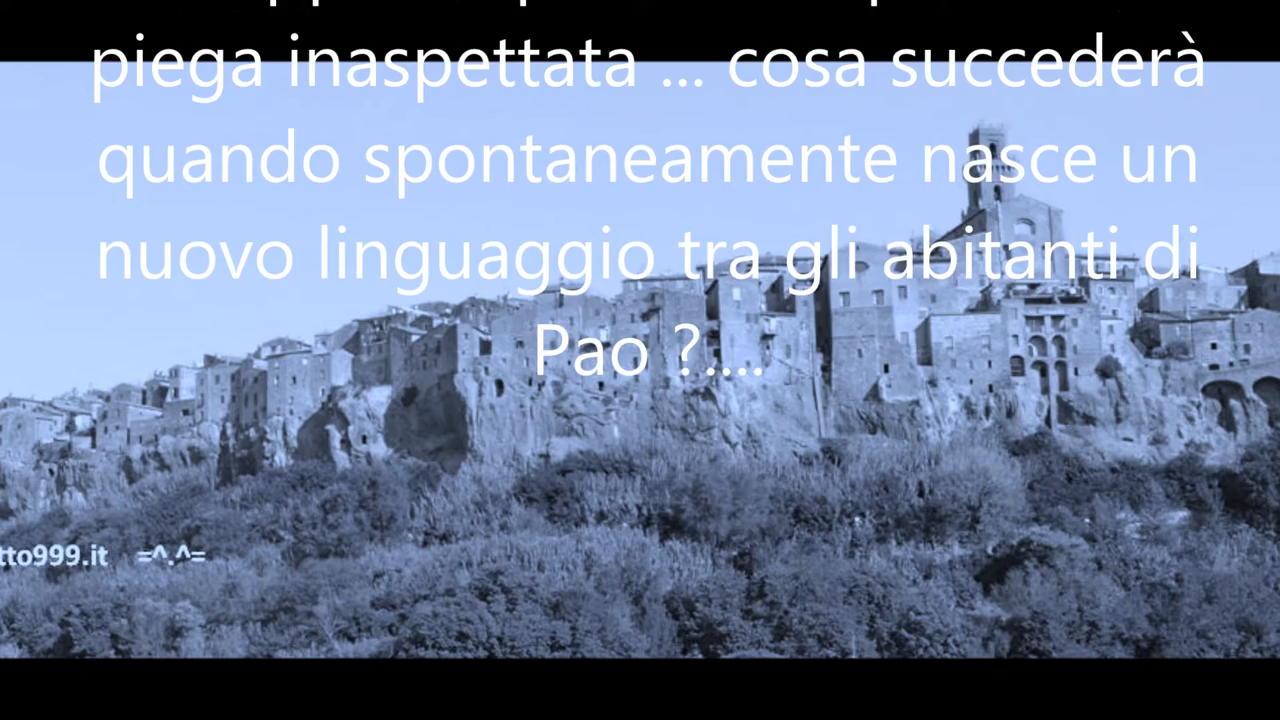 piega inaspettata ... cosa succederà
quando spontaneamente nasce un
nuovo linguaggio tra gli abitanti di
Pao ?....
tto999.it =^.^=